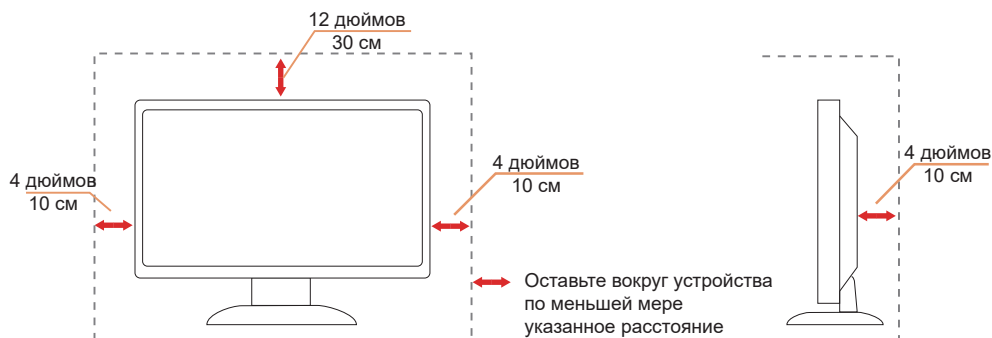 12 дюймов
30 см
4 дюймов
10 см
4 дюймов
10 см
Оставьте вокруг устройства
по меньшей мере
указанное расстояние
4 дюймов
10 см